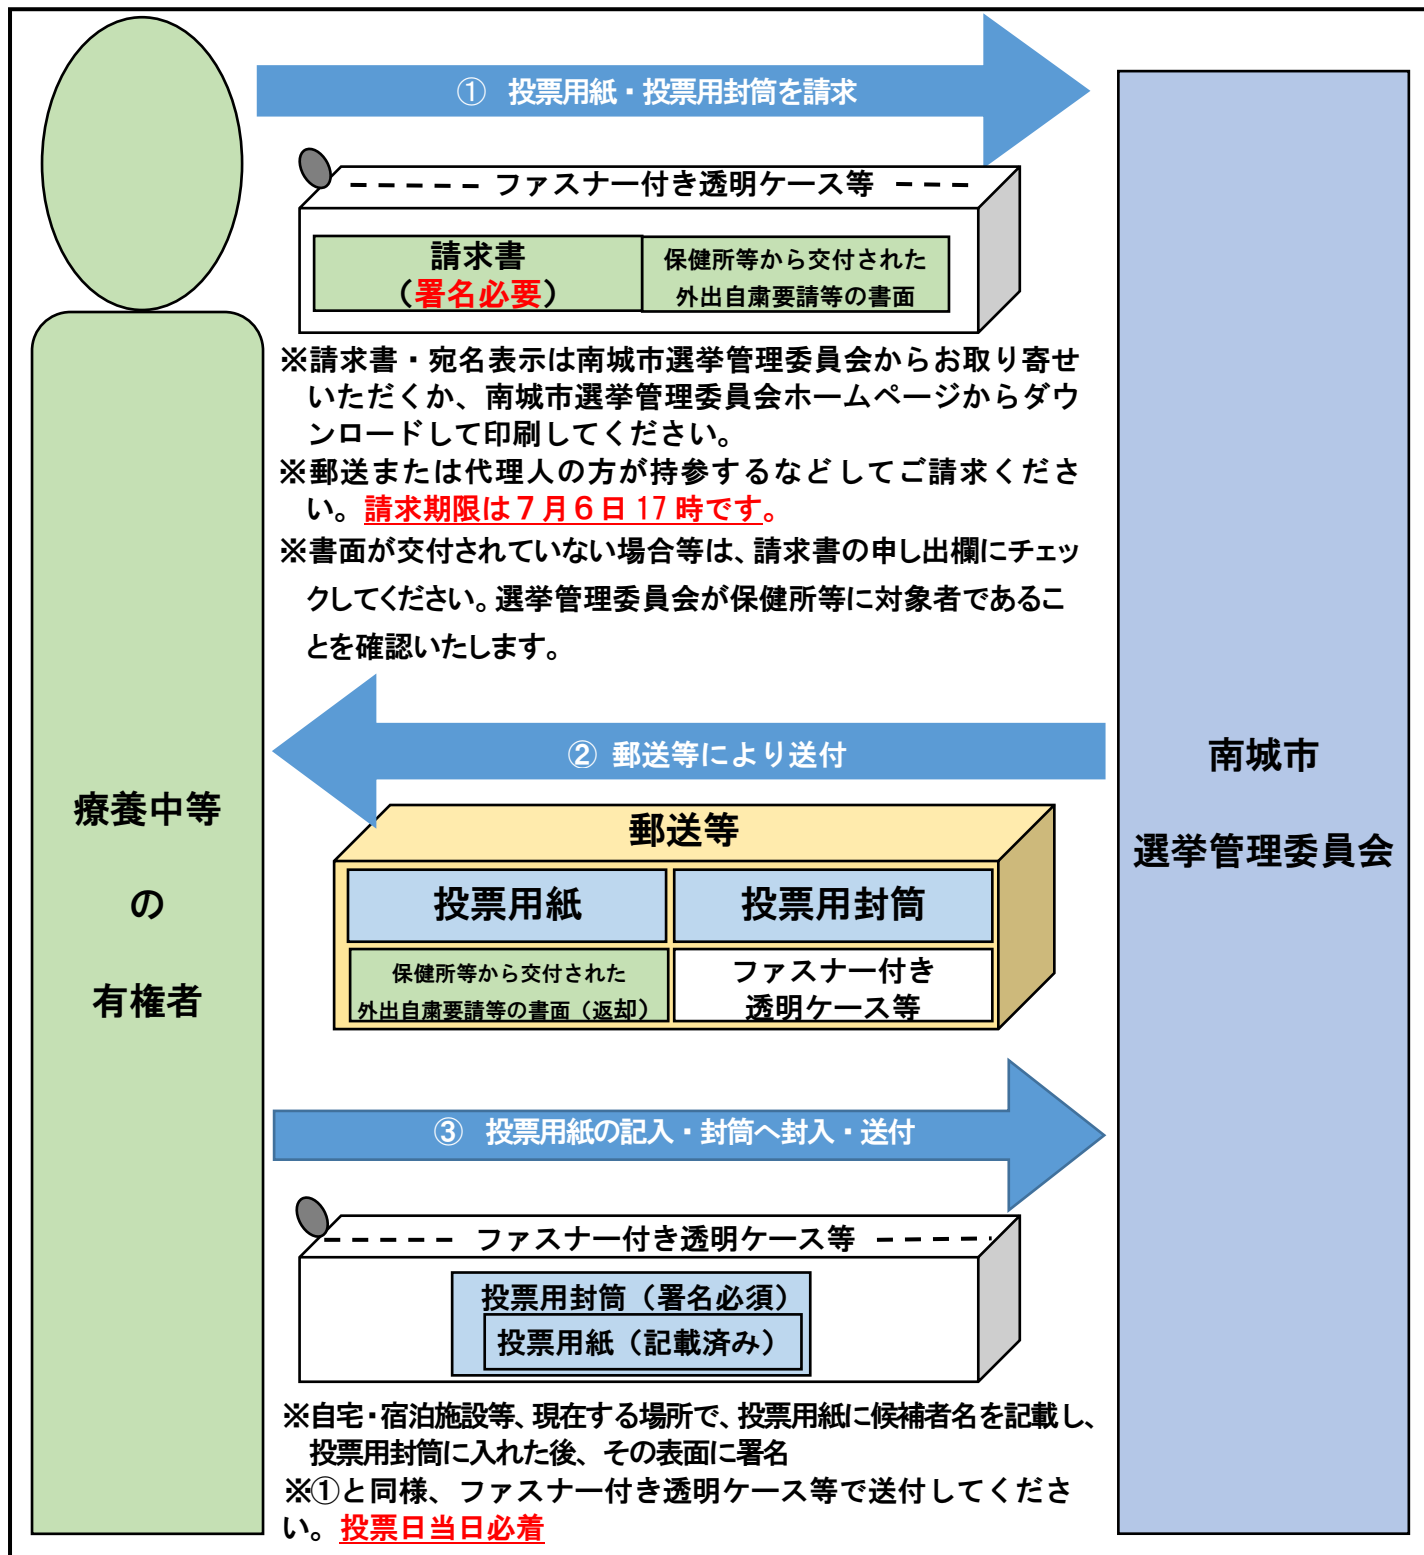 ① 投票用紙・投票用封筒を請求
ファスナー付き透明ケース等
請求書
（署名必要）
保健所等から交付された
外出自粛要請等の書面
※請求書・宛名表示は南城市選挙管理委員会からお取り寄せ
いただくか、南城市選挙管理委員会ホームページからダウ
ンロードして印刷してください。
※郵送または代理人の方が持参するなどしてご請求くださ
い。請求期限は７月６日 17 時です。
※書面が交付されていない場合等は、請求書の申し出欄にチェッ
クしてください。選挙管理委員会が保健所等に対象者であるこ
とを確認いたします。
② 郵送等により送付
郵送等
投票用紙
投票用封筒
保健所等から交付された
外出自粛要請等の書面（返却）
ファスナー付き
透明ケース等
③ 投票用紙の記入・封筒へ封入・送付
ファスナー付き透明ケース等
投票用封筒（署名必須）
投票用紙（記載済み）
※自宅・宿泊施設等、現在する場所で、投票用紙に候補者名を記載し、
投票用封筒に入れた後、その表面に署名
※①と同様、ファスナー付き透明ケース等で送付してくださ
い。投票日当日必着
療養中等
の
有権者
南城市
選挙管理委員会